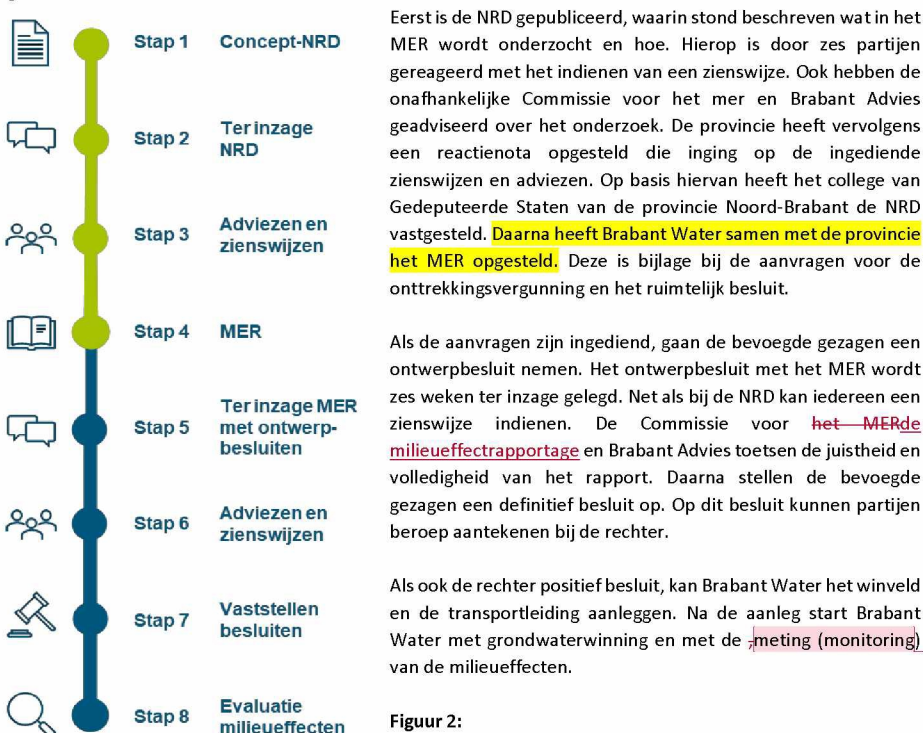 Stap 1 Concept-NRD
Stap 2 Ter inzage
NRD
Stap 3 Adviezen en
zienswijzen
Stap 4 MER
Stap 5 Ter inzage MER
met ontwerp-
besluiten
Stap 6 Adviezen en
zienswijzen
Stap 7 Vaststellen
besluiten
Stap 8 Evaluatie
milieueffecten
Eerst is de NRD gepubliceerd, waarin stond beschreven wat in het
MER wordt onderzocht en hoe. Hierop is door zes partijen
gereageerd met het indienen van een zienswijze. Ook hebben de
onafhankelijke Commissie voor het mer en Brabant Advies
geadviseerd over het onderzoek. De provincie heeft vervolgens
een reactienota opgesteld die inging op de ingediende
zienswijzen en adviezen. Op basis hiervan heeft het college van
Gedeputeerde Staten van de provincie Noord-Brabant de NRD
vastgesteld. Daarna heeft Brabant Water samen met de provincie
het MER opgesteld. Deze is bijlage bij de aanvragen voor de
onttrekkingsvergunning en het ruimtelijk besluit.
Als de aanvragen zijn ingediend, gaan de bevoegde gezagen een
ontwerpbesluit nemen. Het ontwerpbesluit met het MER wordt
zes weken ter inzage gelegd. Net als bij de NRD kan iedereen een
zienswijze indienen. De Commissie voor het MERde
milieueffectrapportage en Brabant Advies toetsen de juistheid en
volledigheid van het rapport. Daarna stellen de bevoegde
gezagen een definitief besluit op. Op dit besluit kunnen partijen
beroep aantekenen bij de rechter.
Als ook de rechter positief besluit, kan Brabant Water het winveld
en de transportleiding aanleggen. Na de aanleg start Brabant
Water met grondwaterwinning en met de ,meting (monitoring)
van de milieueffecten.
Figuur 2: